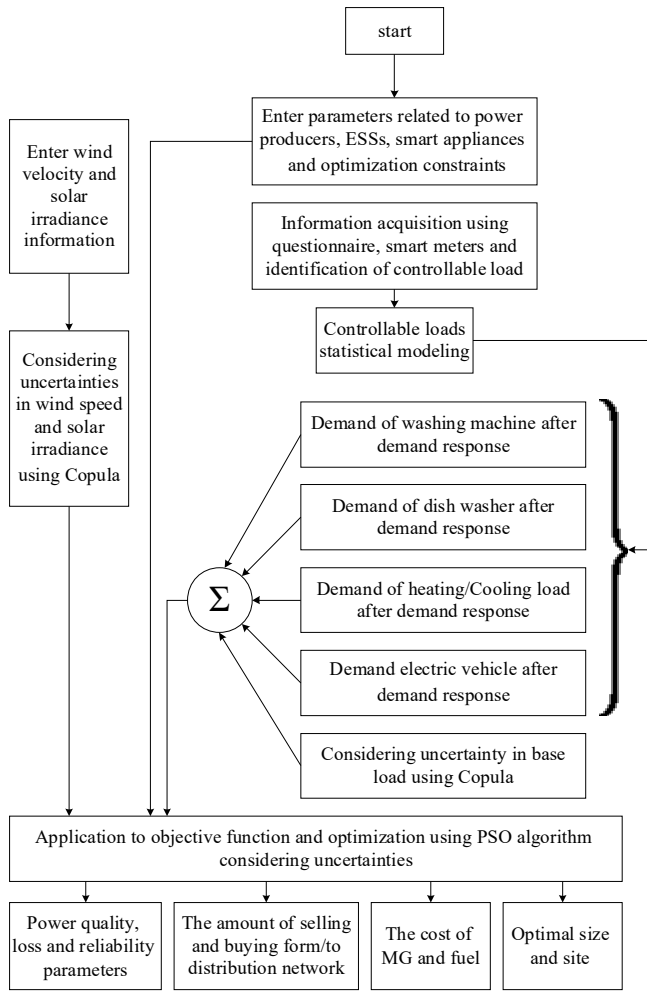 start
Enter parameters related to power
producers, ESSs, smart appliances
and optimization constraints
Enter wind
velocity and
solar
irradiance
information
Information acquisition using
questionnaire, smart meters and
identification of controllable load
Controllable loads
statistical modeling
Considering
uncertainties
in wind speed
and solar
irradiance
using Copula
Demand of washing machine after
demand response
Demand of dish washer after
demand response
Σ
Demand of heating/Cooling load
after demand response
Demand electric vehicle after
demand response
Considering uncertainty in base
load using Copula
Application to objective function and optimization using PSO algorithm
considering uncertainties
Power quality,
loss and reliability
parameters
The amount of selling
and buying form/to
distribution network
The cost of
MG and fuel
Optimal size
and site